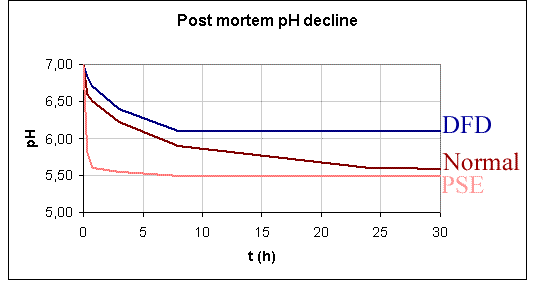 Post mortem pH decline
pH
7,00
6,50
6,00
5,50
5,00
DFD
Normal
PSE
0 5 10 15 20 25 30
t (h)